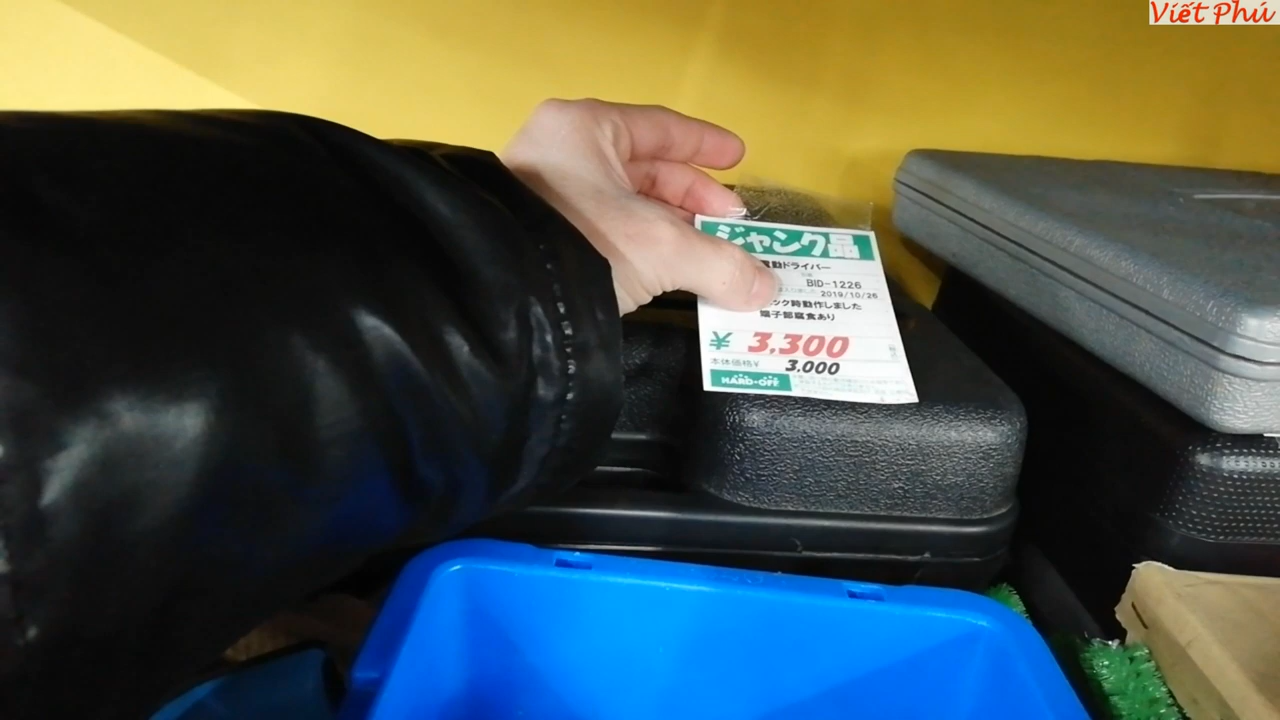 Viết Phú
ジャンク品
動ドライバー
BID-1226
2019/10/26
ック時動作しました
端子部腐食あり
¥ 3,300
本体価格¥ 3,000
HARD・OFF